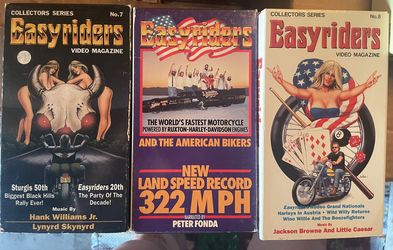 COLLECTORS SERIES No.7
Easyriders
VIDEO MAGAZINE
Sturgis 50th
Biggest Black Hills
Rally Ever!
Easyriders 20th
The Party Of The
Decade!
Music By
Hank Williams Jr.
Lynyrd Skynyrd
Easyriders
THE WORLD'S FASTEST MOTORCYCLE
POWERED BY RUXTON-HARLEY-DAVIDSON ENGINES
AND THE AMERICAN BIKERS
NEW
LAND SPEED RECORD
322 MPH
NARRATED BY
PETER FONDA
COLLECTORS SERIES No.8
Easyriders
VIDEO MAGAZINE
Easyriders Rodeo Grand Nationals
Harleys In Austria • Wild Willy Returns
Wino Willie And The Boozefighters
Music By
Jackson Browne And Little Caesar